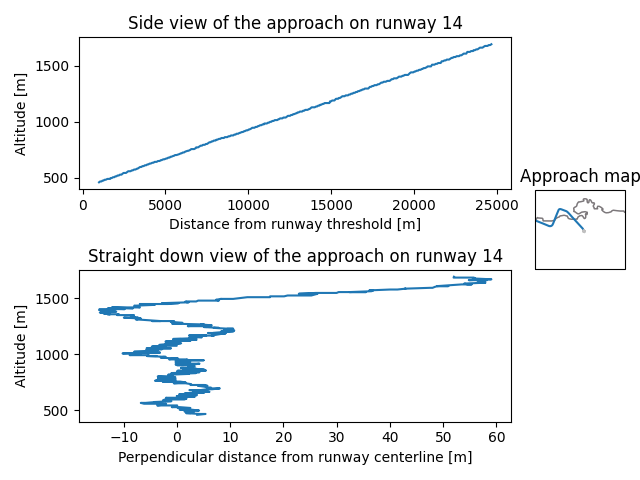 Side view of the approach on runway 14
1500
1000
500
Altitude [m]
0 5000 10000 15000 20000 25000
Distance from runway threshold [m]
Approach map
Straight down view of the approach on runway 14
1500
1000
500
Altitude [m]
−10 0 10 20 30 40 50 60
Perpendicular distance from runway centerline [m]